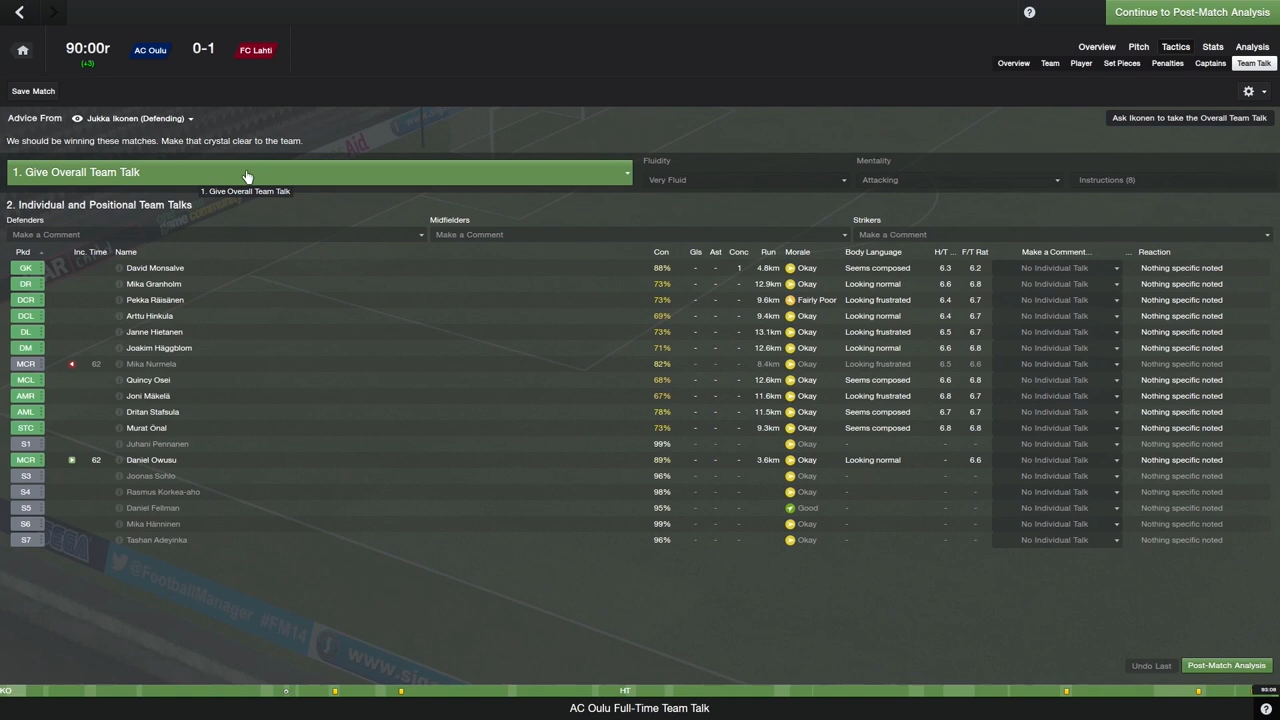 Continue to Post-Match Analysis
90:00r
(+3)
AC Oulu 0-1 FC Lahti
Overview Pitch Tactics Stats Analysis
Overview Team Player Set Pieces Penalties Captains Team Talk
Save Match
Advice From Jukka Ikonen (Defending)
Ask Ikonen to take the Overall Team Talk
We should be winning these matches. Make that crystal clear to the team.
1. Give Overall Team Talk
1. Give Overall Team Talk
Fluidity Mentality
Very Fluid Attacking Instructions (8)
2. Individual and Positional Team Talks
Defenders Midfielders Strikers
Make a Comment Make a Comment Make a Comment
Pkd Inc. Time Name Con Gls Ast Conc Run Morale Body Language H/T ... F/T Rat Make a Comment... ... Reaction
GK David Monsalve 88% - - 1 4.8km Okay Seems composed 6.3 6.2 No Individual Talk Nothing specific noted
DR Mika Granholm 73% - - - 12.9km Okay Looking normal 6.6 6.8 No Individual Talk Nothing specific noted
DCR Pekka Räisänen 73% - - - 9.6km Fairly Poor Looking frustrated 6.4 6.7 No Individual Talk Nothing specific noted
DCL Arttu Hinkula 69% - - - 9.4km Okay Looking normal 6.4 6.7 No Individual Talk Nothing specific noted
DL Janne Hietanen 73% - - - 13.1km Okay Looking frustrated 6.5 6.7 No Individual Talk Nothing specific noted
DM Joakim Häggblom 71% - - - 12.6km Okay Looking normal 6.6 6.8 No Individual Talk Nothing specific noted
MCR 62 Mika Nurmela 82% - - - 8.4km Okay Looking frustrated 6.5 6.6 No Individual Talk Nothing specific noted
MCL Quincy Osei 68% - - - 12.6km Okay Seems composed 6.6 6.8 No Individual Talk Nothing specific noted
AMR Joni Mäkelä 67% - - - 11.6km Okay Looking frustrated 6.8 6.7 No Individual Talk Nothing specific noted
AML Dritan Stafsula 78% - - - 11.5km Okay Seems composed 6.7 6.7 No Individual Talk Nothing specific noted
STC Murat Önal 73% - - - 9.3km Okay Seems composed 6.8 6.8 No Individual Talk Nothing specific noted
S1 Juhani Pennanen 99% - - - Okay - - - No Individual Talk Nothing specific noted
MCR 62 Daniel Owusu 89% - - - 3.6km Okay Looking normal - 6.6 No Individual Talk Nothing specific noted
S3 Joonas Sohlo 96% - - - Okay - - - No Individual Talk Nothing specific noted
S4 Rasmus Korkea-aho 98% - - - Okay - - - No Individual Talk Nothing specific noted
S5 Daniel Fellman 95% - - - Good - - - No Individual Talk Nothing specific noted
S6 Mika Hänninen 99% - - - Okay - - - No Individual Talk Nothing specific noted
S7 Tashan Adeyinka 96% - - - Okay - - - No Individual Talk Nothing specific noted
@FootballManager #FM14
Undo Last Post-Match Analysis
KO HT
AC Oulu Full-Time Team Talk